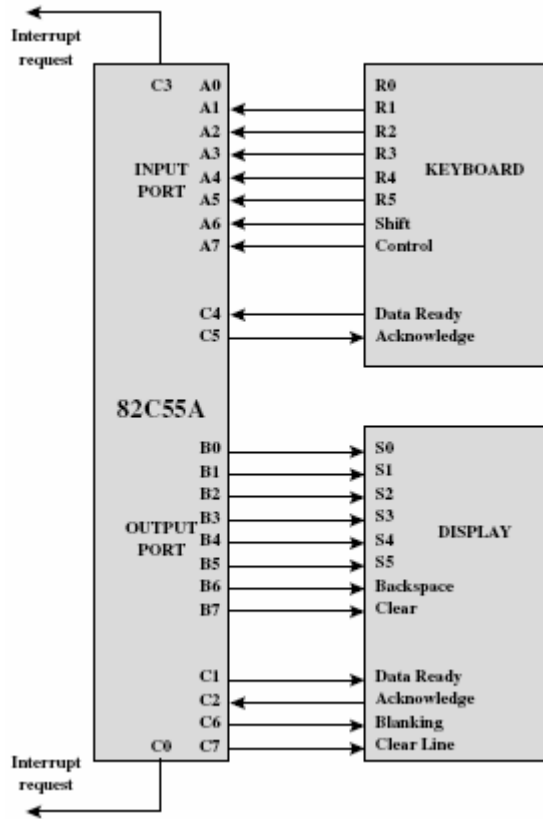 Interrupt
request
C3 A0 R0
A1 R1
A2 R2
A3 R3
INPUT
PORT
KEYBOARD
A4 R4
A5 R5
A6 Shift
A7 Control
C4 Data Ready
C5 Acknowledge
82C55A
B0 S0
B1 S1
B2 S2
B3 S3
OUTPUT
PORT
DISPLAY
B4 S4
B5 S5
B6 Backspace
B7 Clear
C1 Data Ready
C2 Acknowledge
C6 Blanking
C0 C7 Clear Line
Interrupt
request